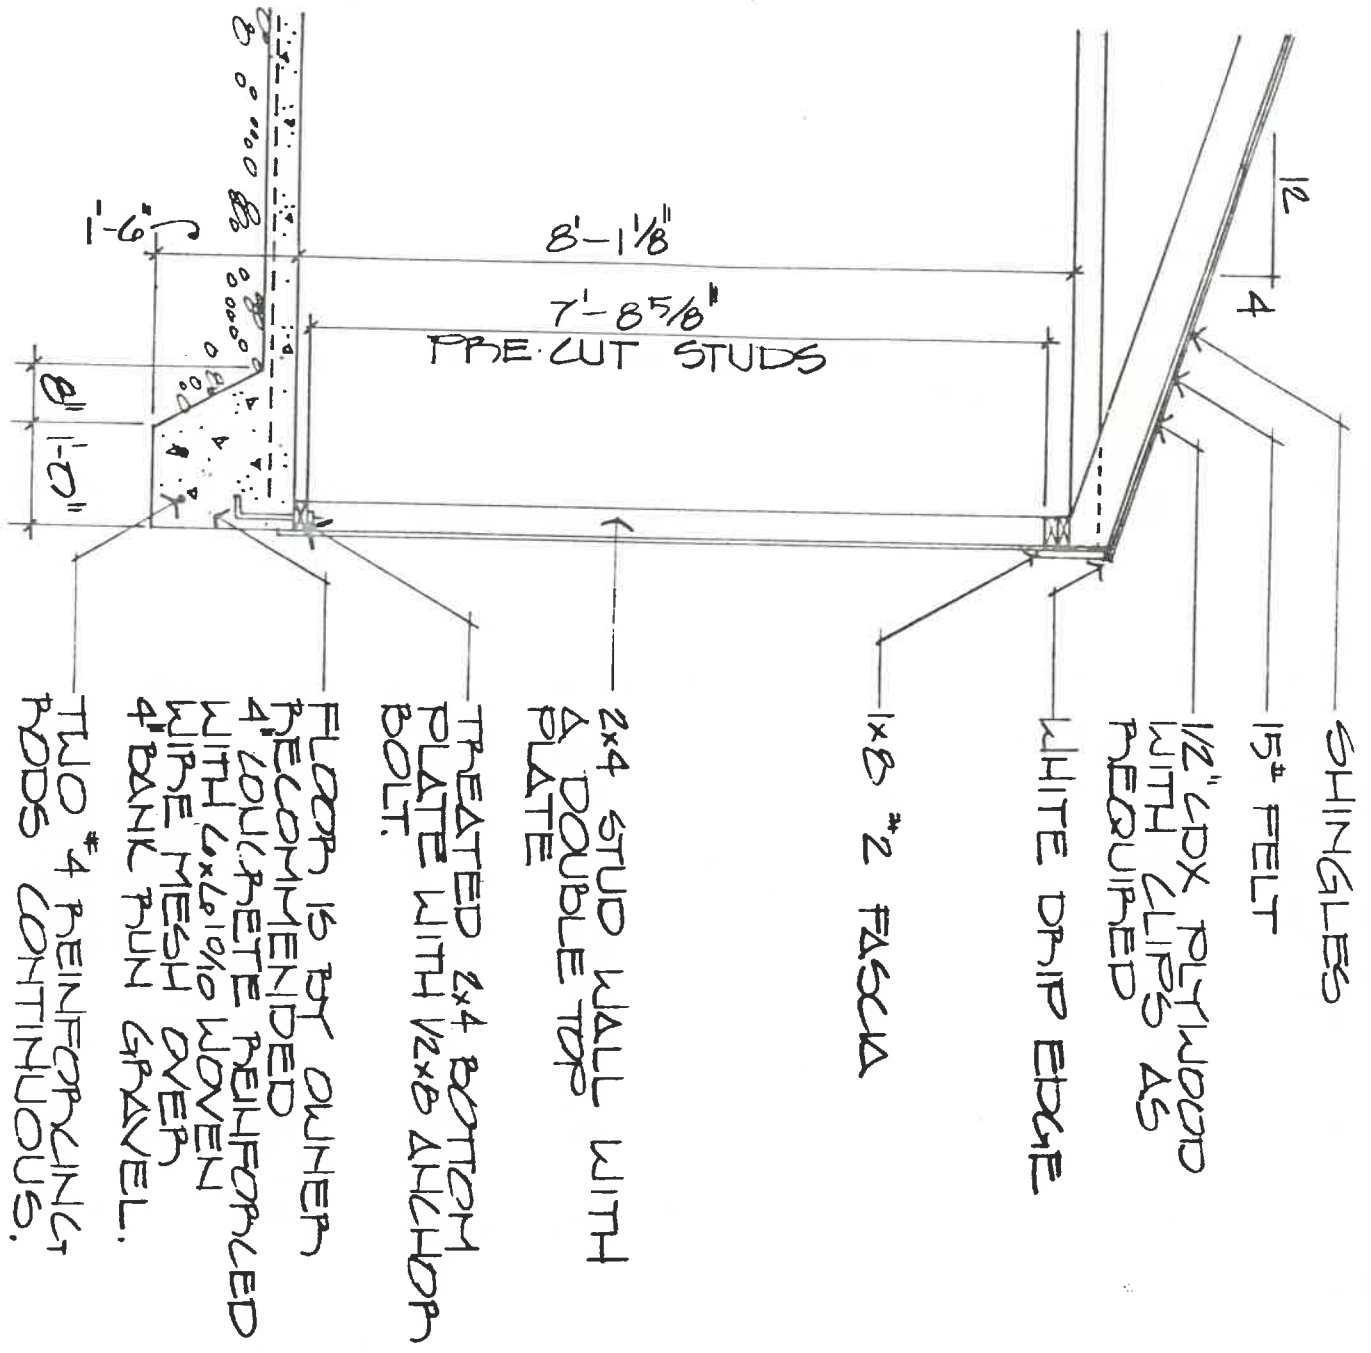 12
4
SHINGLES
15# FELT
1/2" CDX PLYWOOD
WITH CLIPS AS
REQUIRED
WHITE DRIP EDGE
1x8 #2 FASCIA
8'-1 1/8"
7'-8 5/8"
PRE-CUT STUDS
2x4 STUD WALL WITH
A DOUBLE TOP
PLATE
TREATED 2x4 BOTTOM
PLATE WITH 1/2x8 ANCHOR
BOLT.
FLOOR IS BY OWNER
RECOMMENDED
4" CONCRETE REINFORCED
WITH 6x6 10/10 WOVEN
WIRE MESH OVER
4" BANK RUN GRAVEL.
TWO #4 REINFORCING
RODS CONTINUOUS.
8"
1'-0"